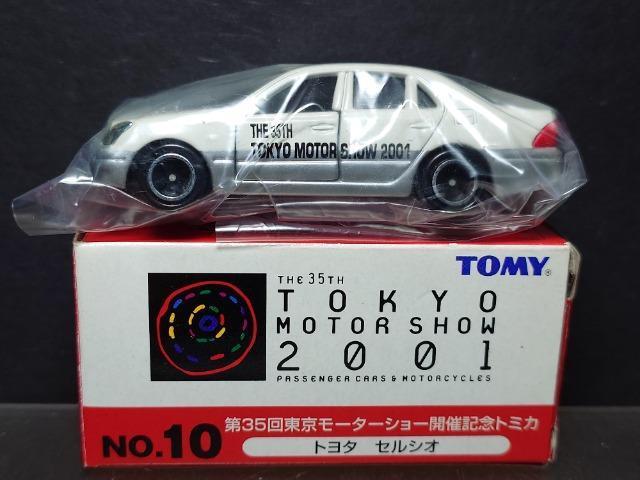 THE 35TH
TOKYO MOTOR SHOW 2001
TOMY®
THE 35TH
TOKYO
MOTOR SHOW
2001
PASSENGER CARS & MOTORCYCLES
第35回東京モーターショー開催記念トミカ
NO.10
トヨタ セルシオ